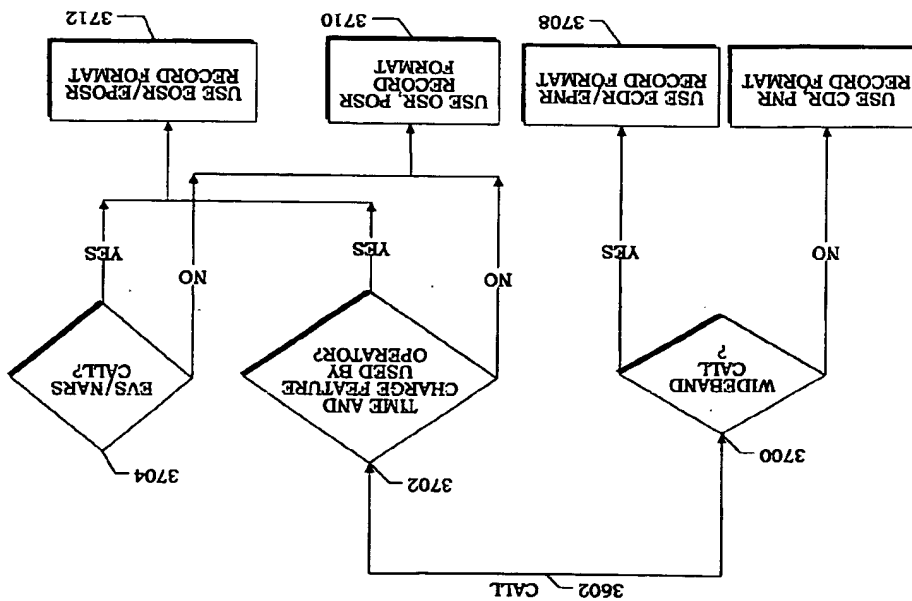 CALL
3602
3700
3702
3704
WIDEBAND
CALL
?
TIME AND
CHARGE FEATURE
USED BY
OPERATOR?
EVS/NARS
CALL?
NO
YES
NO
YES
NO
YES
USE CDR, PNR
RECORD FORMAT
USE ECDR/EPNR
RECORD FORMAT
USE OSR, POSR
RECORD
FORMAT
USE EOSR/EPOSR
RECORD FORMAT
3708
3710
3712